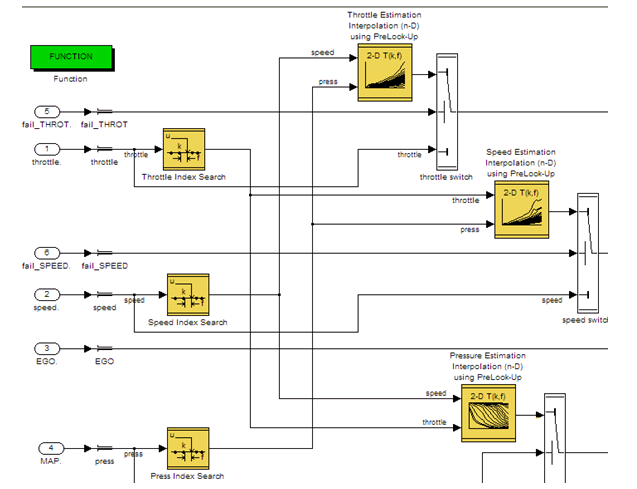 Throttle Estimation
Interpolation (n-D)
using PreLook-Up
speed
2-D T(k,f)
press
FUNCTION
Function
5
fail_THROT.
fail_THROT
1
throttle.
throttle
throttle
u
k
f
Throttle Index Search
throttle
throttle switch
Speed Estimation
Interpolation (n-D)
using PreLook-Up
throttle
2-D T(k,f)
press
6
fail_SPEED.
fail_SPEED
2
speed.
speed
speed
u
k
f
Speed Index Search
speed
speed switch
3
EGO.
EGO
Pressure Estimation
Interpolation (n-D)
using PreLook-Up
speed
2-D T(k,f)
throttle
4
MAP.
press
press
u
k
f
Press Index Search